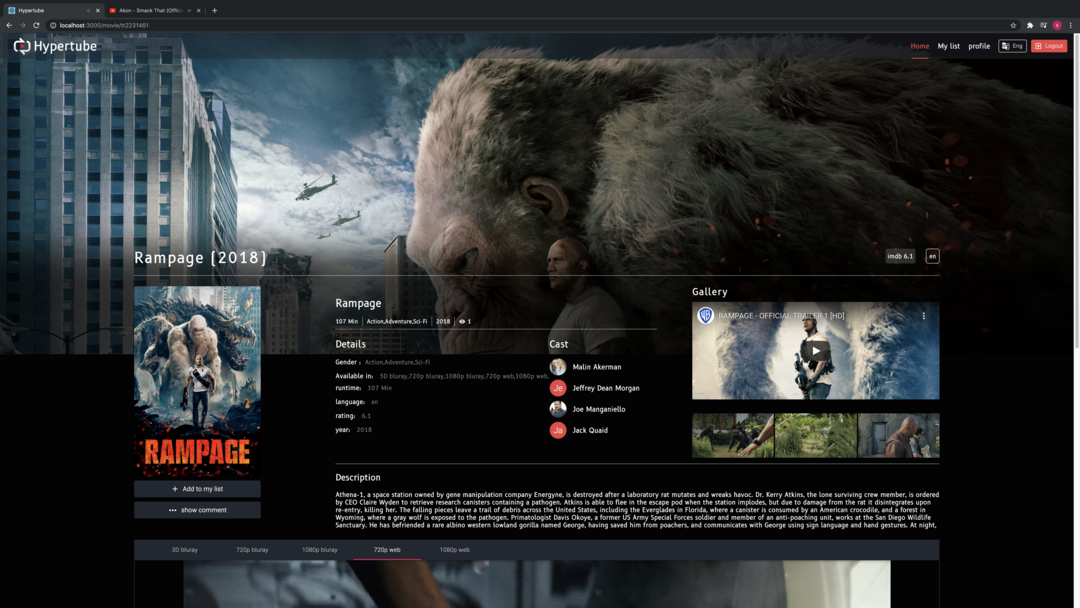 Hypertube
Akon - Smack That (Offici
localhost:3000/movie/tt2231461
Hypertube
Home
My list
profile
Eng
Logout
Rampage (2018)
imdb 6.1
en
Rampage
107 Min
Action,Adventure,Sci-Fi
2018
1
Details
Gender : Action,Adventure,Sci-Fi
Available in: 3D bluray,720p bluray,1080p bluray,720p web,1080p web,
runtime: 107 Min
language: en
rating: 6.1
year: 2018
Cast
Malin Akerman
Je Jeffrey Dean Morgan
Joe Manganiello
Ja Jack Quaid
Gallery
RAMPAGE - OFFICIAL TRAILER 1 [HD]
RAMPAGE
+ Add to my list
show comment
Description
Athena-1, a space station owned by gene manipulation company Energyne, is destroyed after a laboratory rat mutates and wreaks havoc. Dr. Kerry Atkins, the lone surviving crew member, is ordered
by CEO Claire Wyden to retrieve research canisters containing a pathogen. Atkins is able to flee in the escape pod when the station implodes, but due to damage from the rat it disintegrates upon
re-entry, killing her. The falling pieces leave a trail of debris across the United States, including the Everglades in Florida, where a canister is consumed by an American crocodile, and a forest in
Wyoming, where a gray wolf is exposed to the pathogen. Primatologist Davis Okoye, a former US Army Special Forces soldier and member of an anti-poaching unit, works at the San Diego Wildlife
Sanctuary. He has befriended a rare albino western lowland gorilla named George, having saved him from poachers, and communicates with George using sign language and hand gestures. At night,
3D bluray
720p bluray
1080p bluray
720p web
1080p web